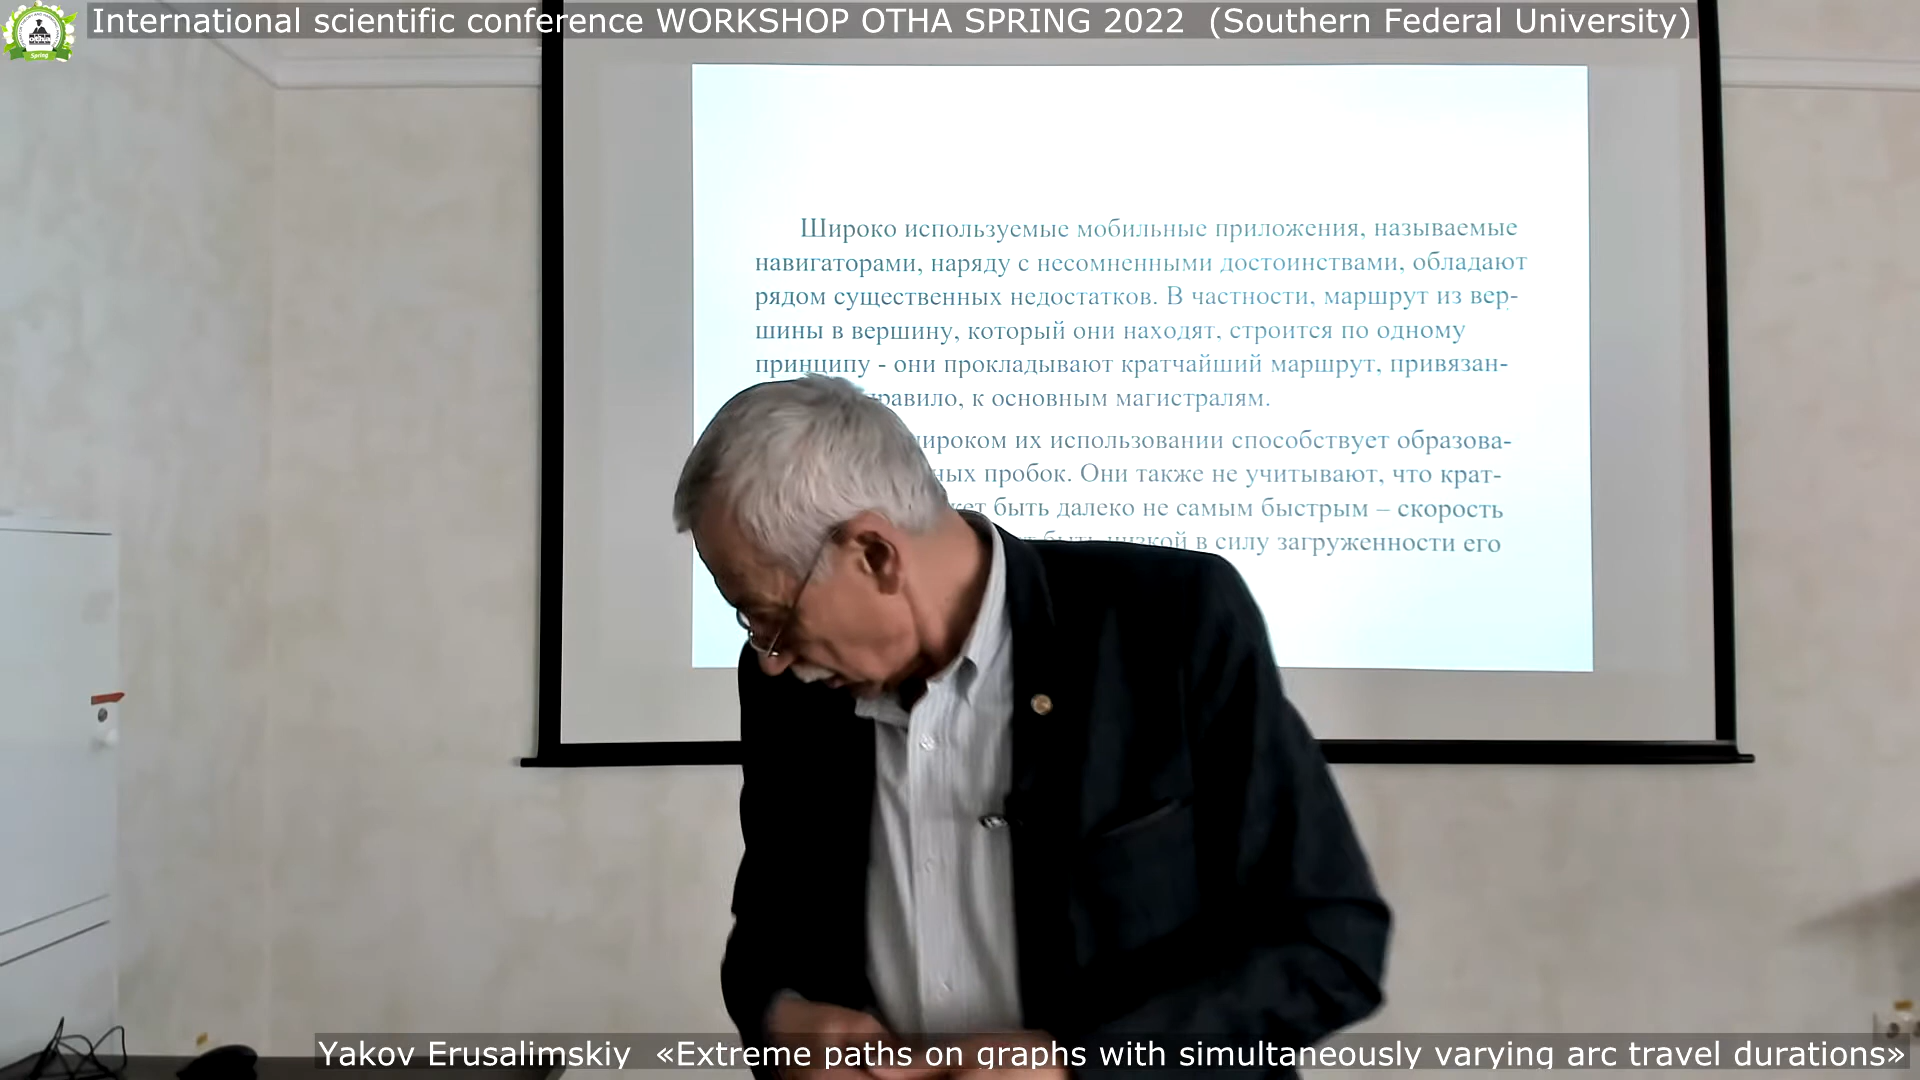 International scientific conference WORKSHOP OTHA SPRING 2022 (Southern Federal University)
Spring
Широко используемые мобильные приложения, называемые
навигаторами, наряду с несомненными достоинствами, обладают
рядом существенных недостатков. В частности, маршрут из вер-
шины в вершину, который они находят, строится по одному
принципу - они прокладывают кратчайший маршрут, привязан-
к основным магистралям.
их использовании способствует образова-
пробок. Они также не учитывают, что крат-
быть далеко не самым быстрым – скорость
быть низкой в силу загруженности его
Yakov Erusalimskiy «Extreme paths on graphs with simultaneously varying arc travel durations»